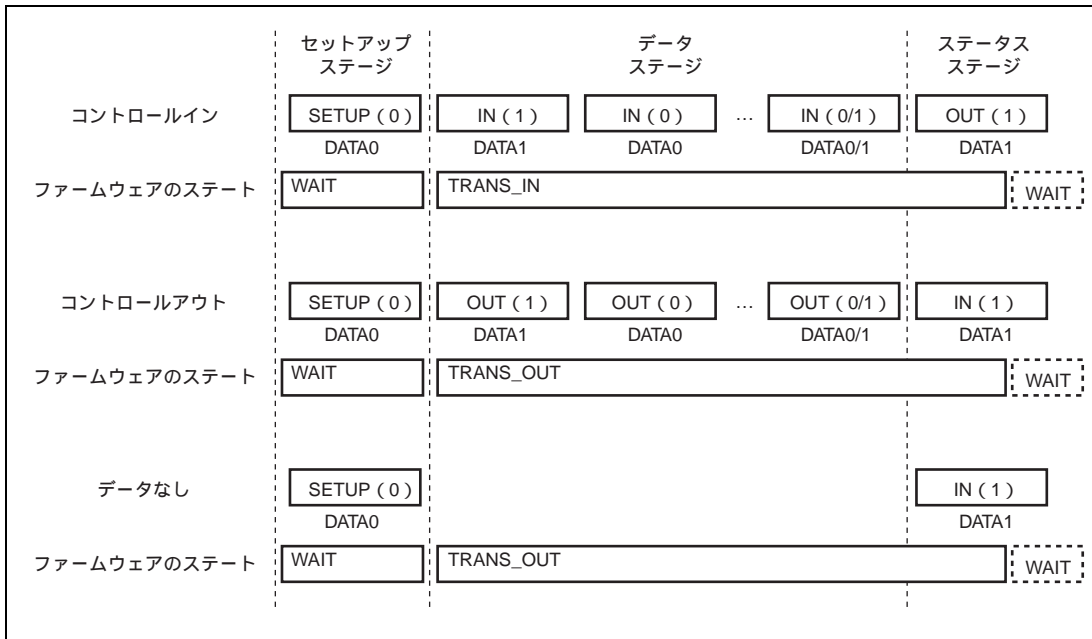 セットアップ
ステージ
データ
ステージ
ステータス
ステージ
コントロールイン SETUP ( 0 ) IN ( 1 ) IN ( 0 ) … IN ( 0/1 ) OUT ( 1 )
DATA0 DATA1 DATA0 DATA0/1 DATA1
ファームウェアのステート WAIT TRANS_IN WAIT
コントロールアウト SETUP ( 0 ) OUT ( 1 ) OUT ( 0 ) … OUT ( 0/1 ) IN ( 1 )
DATA0 DATA1 DATA0 DATA0/1 DATA1
ファームウェアのステート WAIT TRANS_OUT WAIT
データなし SETUP ( 0 ) IN ( 1 )
DATA0 DATA1
ファームウェアのステート WAIT TRANS_OUT WAIT